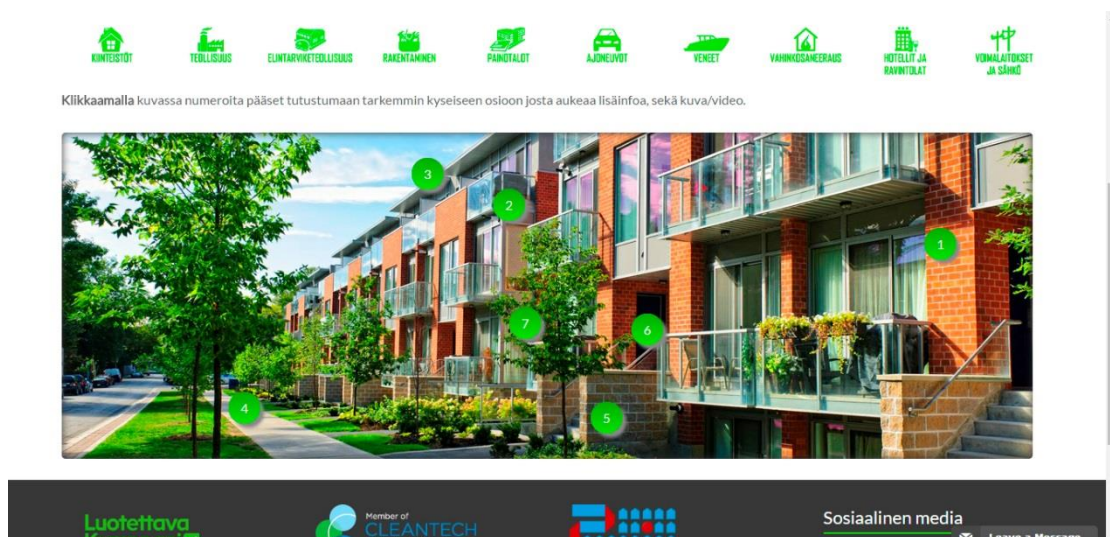 KIINTEISTÖT
TEOLLISUUS
ELINTARVIKETEOLLISUUS
RAKENTAMINEN
PAINOTALOT
AJONEUVOT
VENEET
VAHINKOSANEERAUS
HOTELLIT JA
RAVINTOLAT
VOIMALAITOKSET
JA SÄHKÖ
Klikkaamalla kuvassa numeroita pääset tutustumaan tarkemmin kyseiseen osioon josta aukeaa lisäinfoa, sekä kuva/video.
3
2
1
7
6
4
5
Luotettava
Member of
CLEANTECH
Sosiaalinen media
Leave a Message